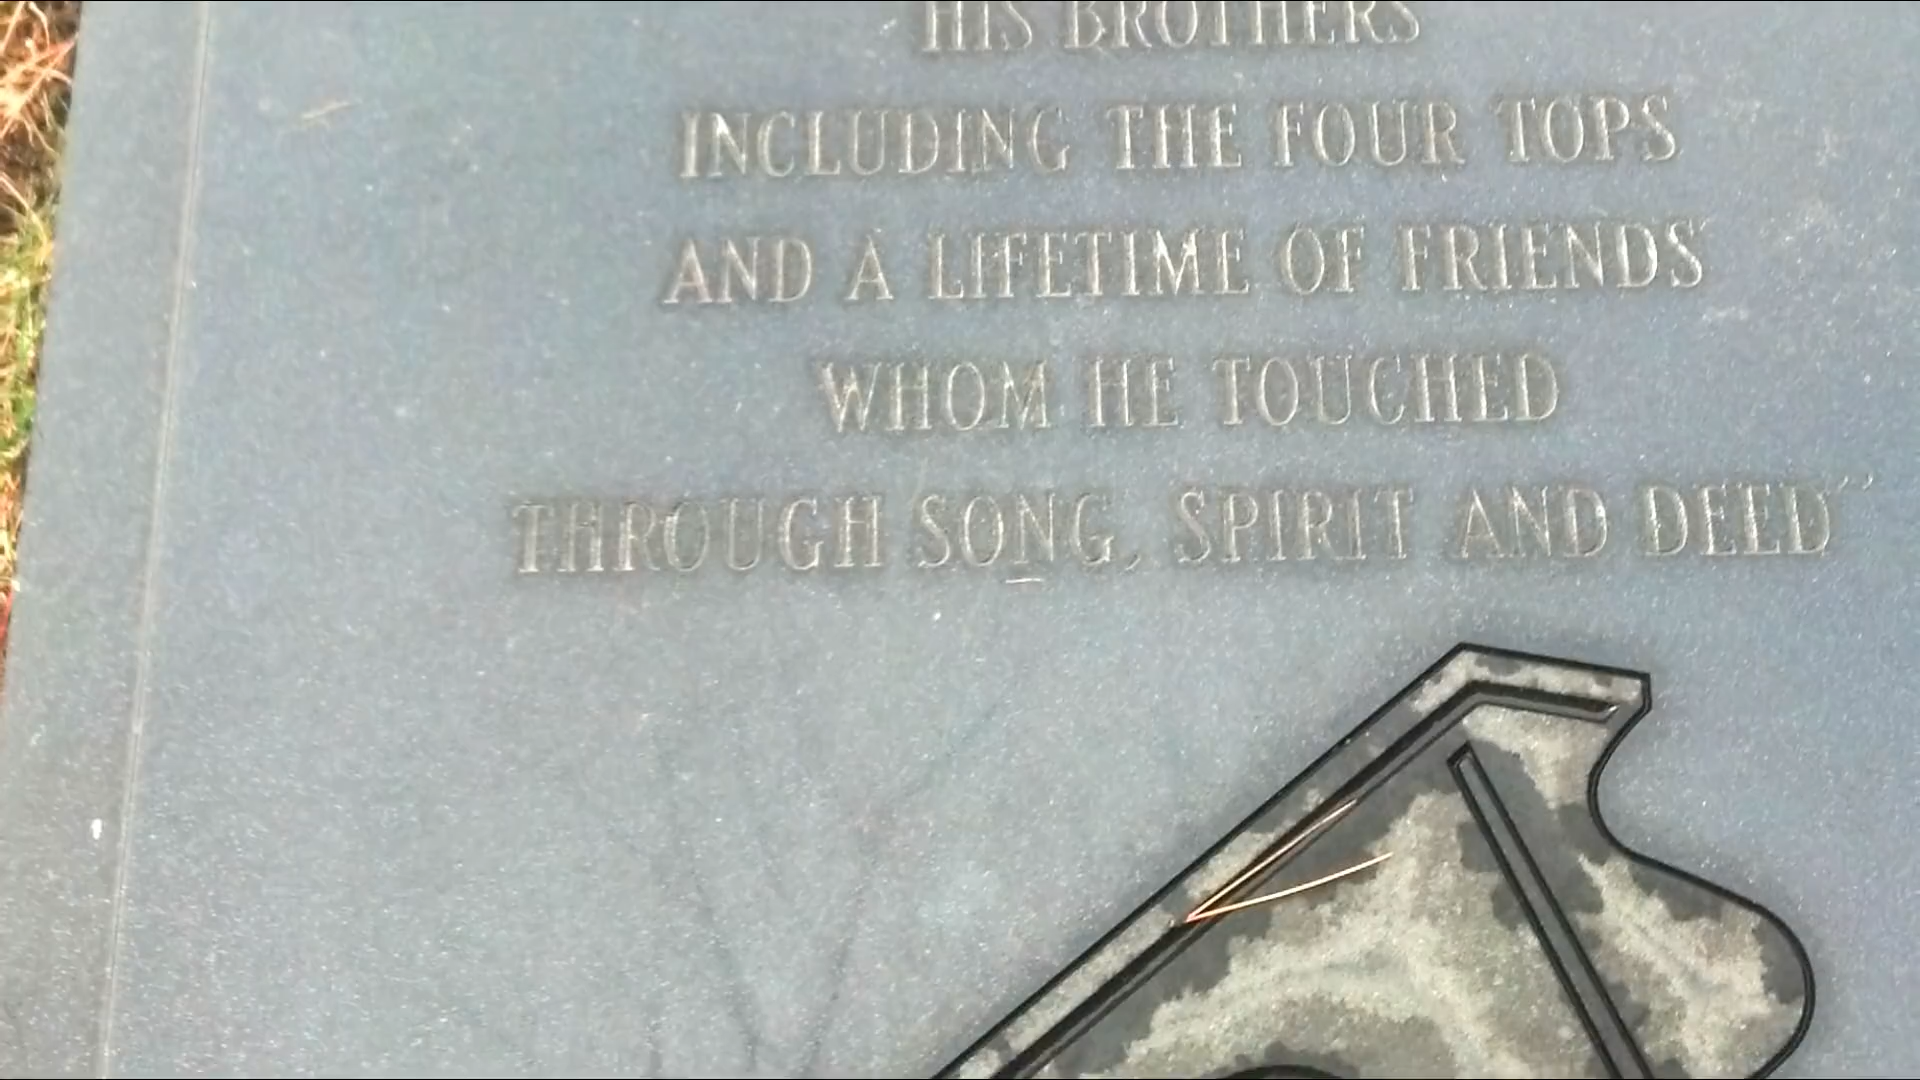 HIS BROTHERS
INCLUDING THE FOUR TOPS
AND A LIFETIME OF FRIENDS
WHOM HE TOUCHED
THROUGH SONG, SPIRIT AND DEED”